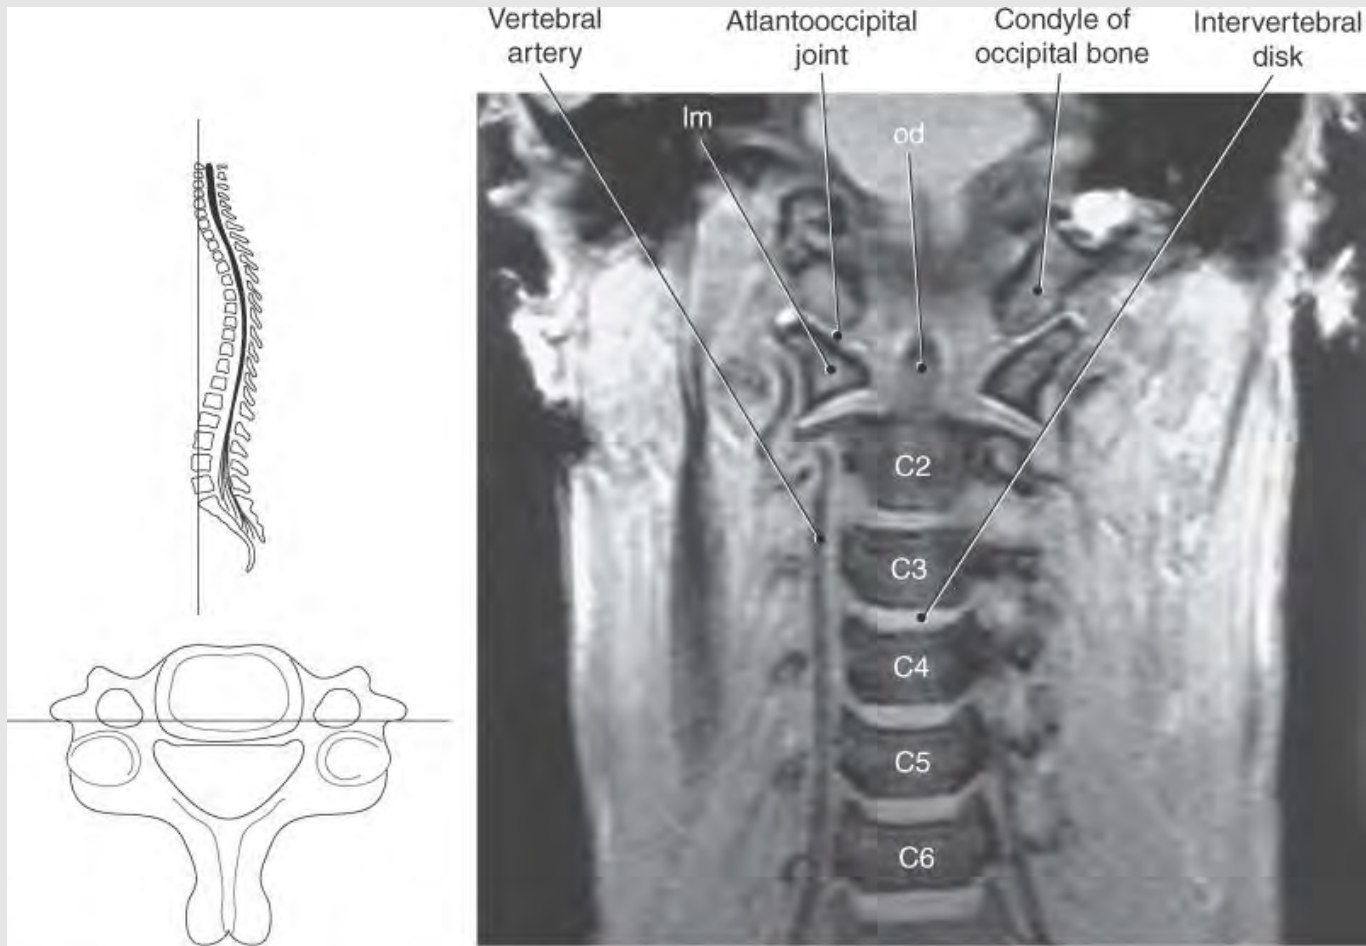 Vertebral
artery
Atlantooccipital
joint
Condyle of
occipital bone
Intervertebral
disk
lm
od
C2
C3
C4
C5
C6